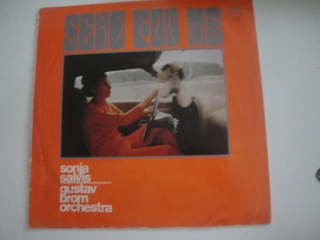 SEND FOR ME
sonja
salvis
gustav
brom
orchestra